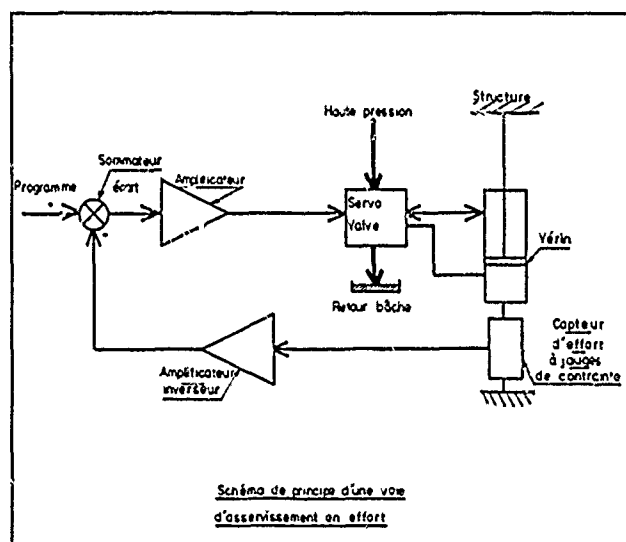 Structure
Haute pression
Sommateur
Programme
écart
Amplificateur
Servo
Valve
Vérin
Retour bâche
Capteur
d'effort
à jauges
de contrainte
Amplificateur
inverseur
Schéma de principe d'une voie
d'asservissement en effort